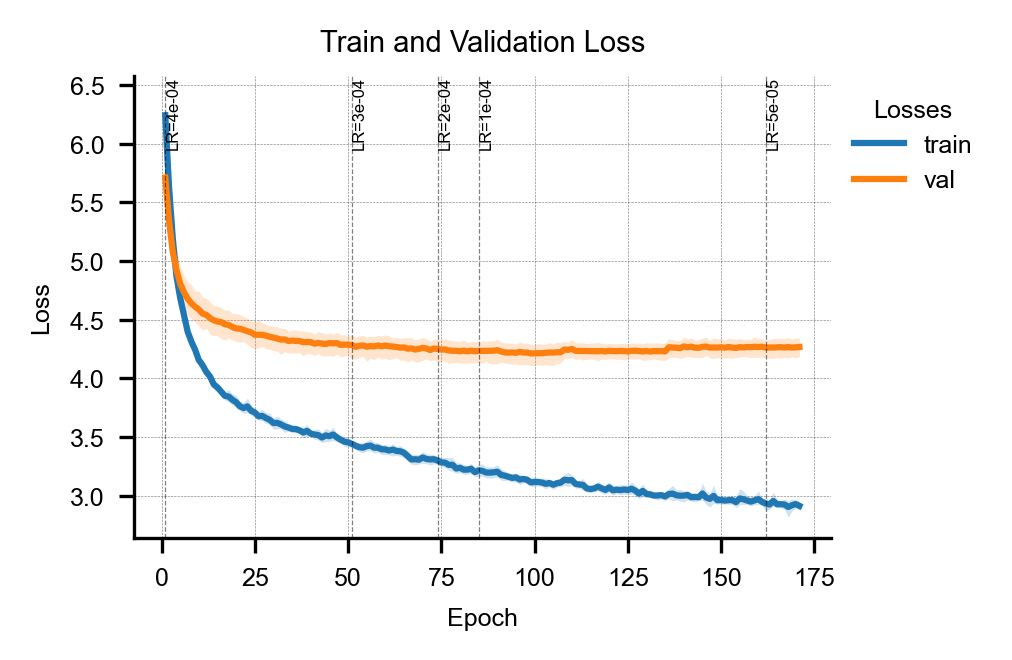 Train and Validation Loss
6.5
6.0
5.5
5.0
4.5
4.0
3.5
3.0
Loss
LR=4e-04
LR=3e-04
LR=2e-04
LR=1e-04
LR=5e-05
0 25 50 75 100 125 150 175
Epoch
Losses
train
val